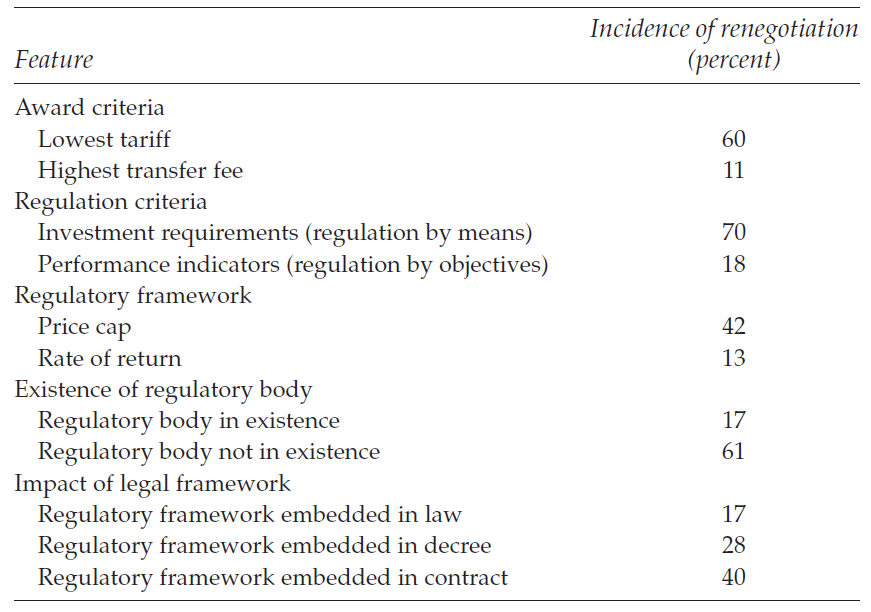 Incidence of renegotiation
Feature (percent)
Award criteria
Lowest tariff 60
Highest transfer fee 11
Regulation criteria
Investment requirements (regulation by means) 70
Performance indicators (regulation by objectives) 18
Regulatory framework
Price cap 42
Rate of return 13
Existence of regulatory body
Regulatory body in existence 17
Regulatory body not in existence 61
Impact of legal framework
Regulatory framework embedded in law 17
Regulatory framework embedded in decree 28
Regulatory framework embedded in contract 40